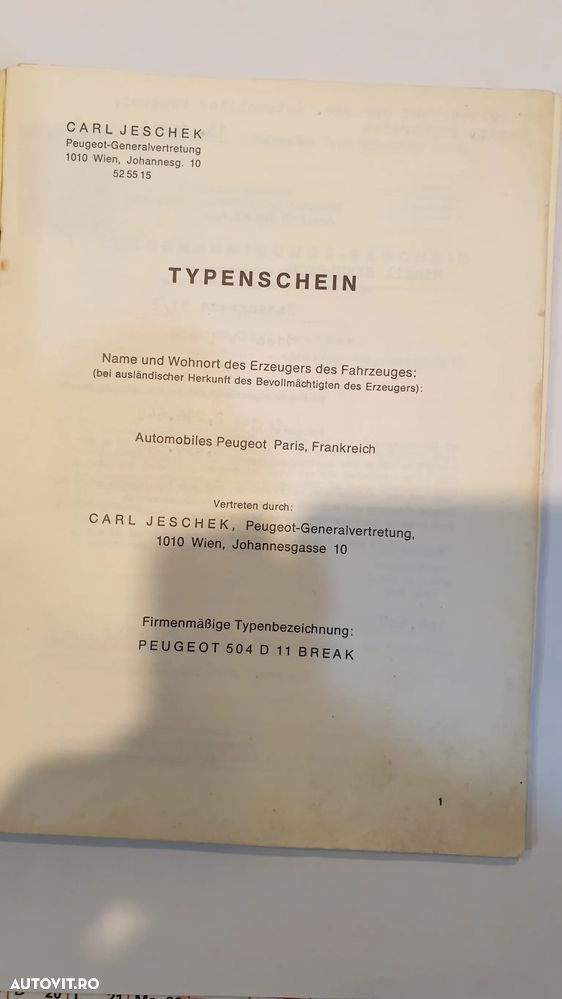 CARL JESCHEK
Peugeot-Generalvertretung
1010 Wien, Johannesg. 10
52 55 15
TYPENSCHEIN
Name und Wohnort des Erzeugers des Fahrzeuges:
(bei ausländischer Herkunft des Bevollmächtigten des Erzeugers):
Automobiles Peugeot Paris, Frankreich
Vertreten durch:
CARL JESCHEK, Peugeot-Generalvertretung,
1010 Wien, Johannesgasse 10
Firmenmäßige Typenbezeichnung:
PEUGEOT 504 D 11 BREAK
1
AUTOVIT.RO